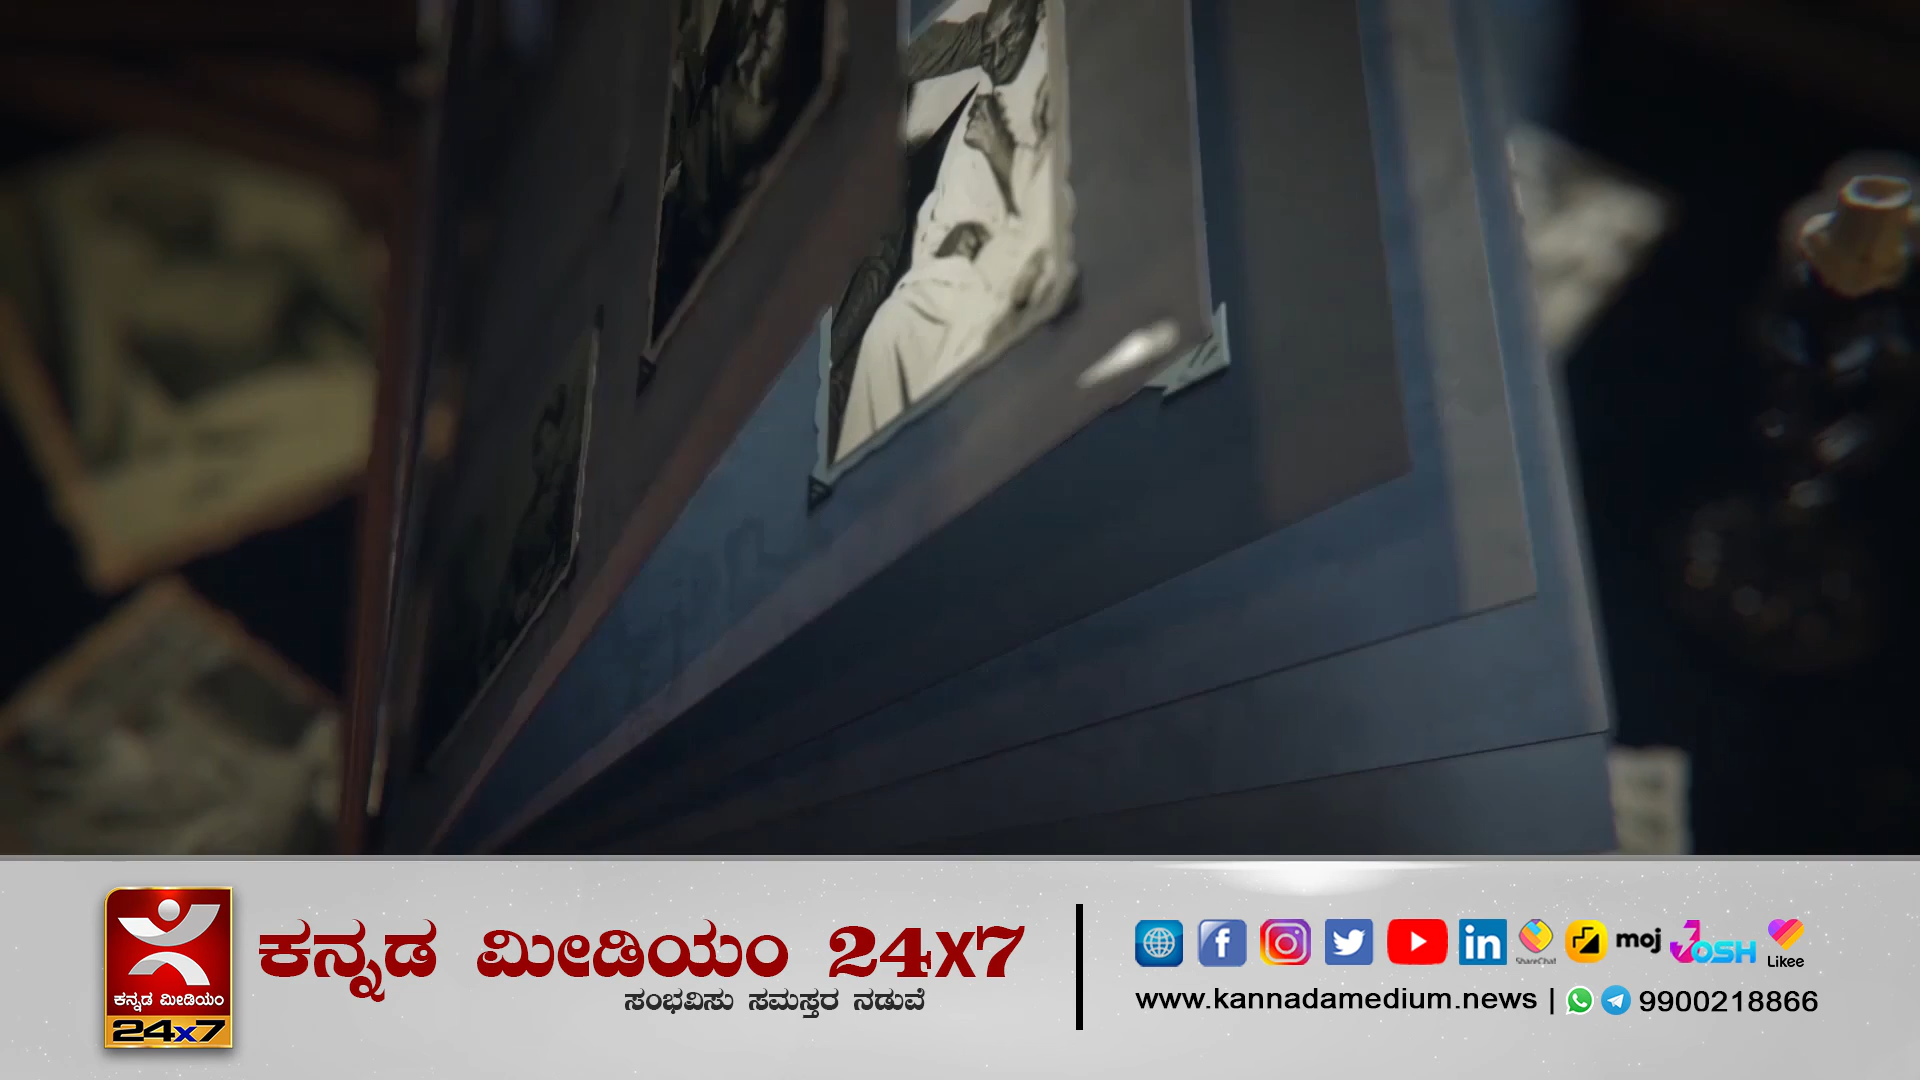 ಕನ್ನಡ ಮೀಡಿಯಂ
24x7
ಕನ್ನಡ ಮೀಡಿಯಂ 24X7
ಸಂಭವಿಸು ಸಮಸ್ತರ ನಡುವೆ
ShareChat moj Josh Likee
www.kannadamedium.news | 9900218866